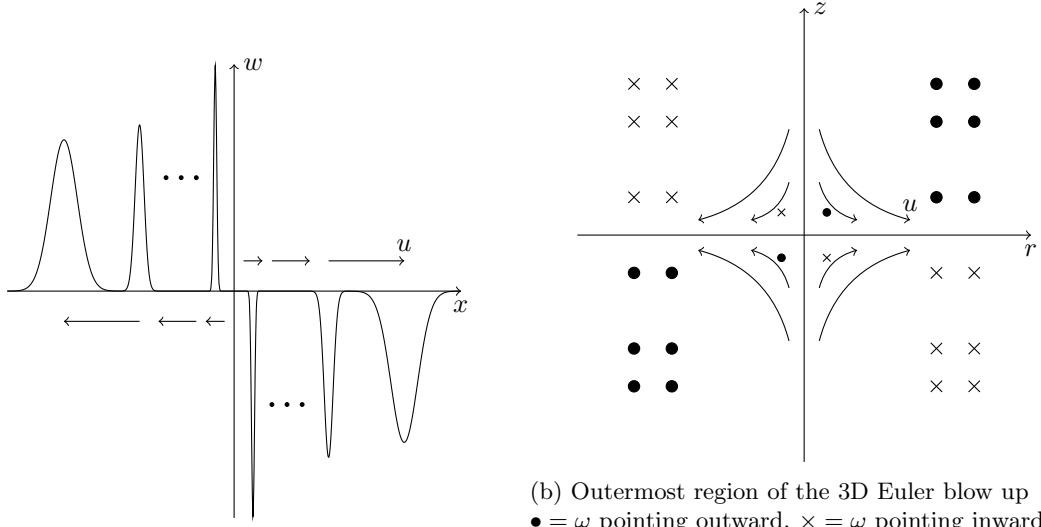 w
u
x
z
u
r
(b) Outermost region of the 3D Euler blow up
● = ω pointing outward, × = ω pointing inward